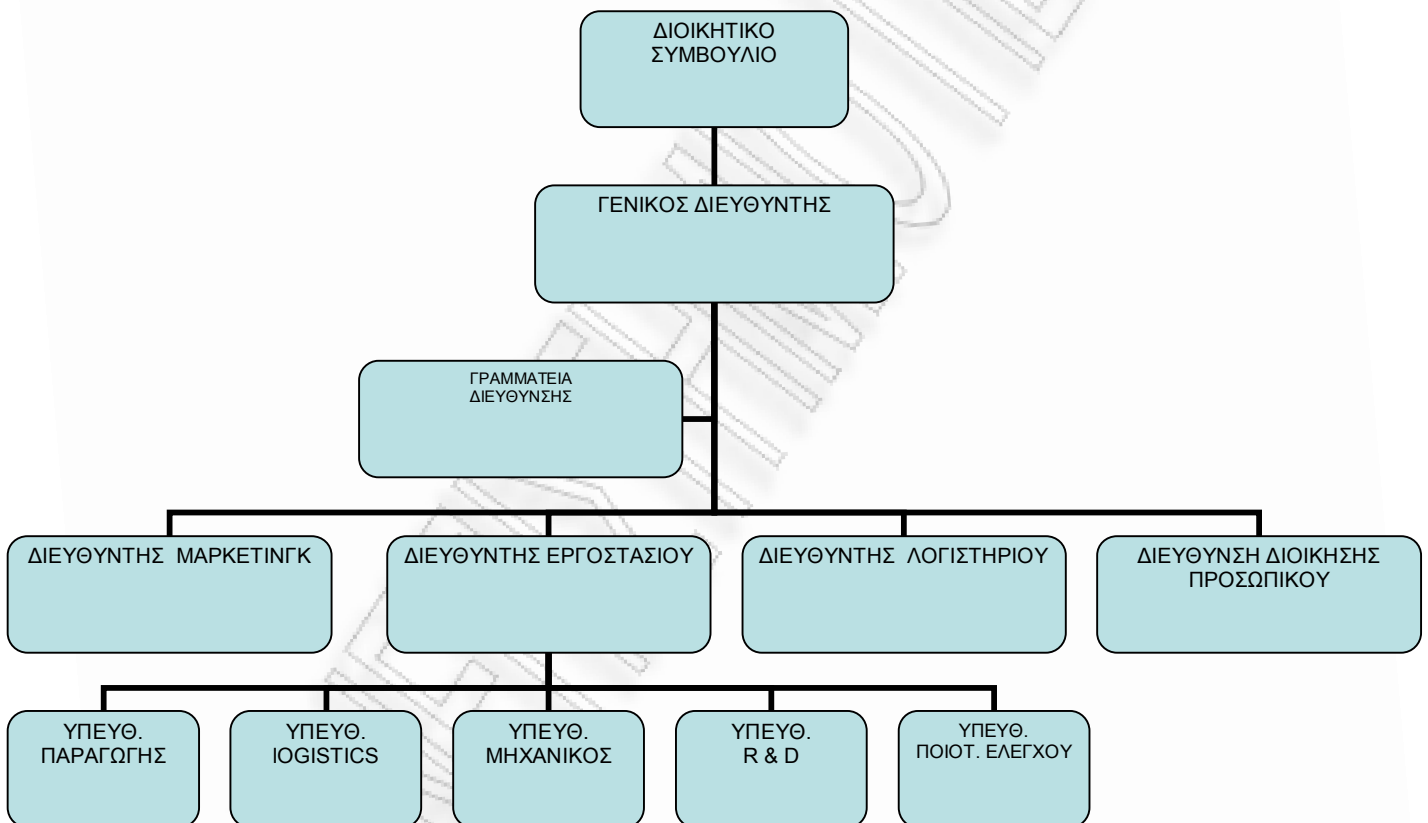 ΔΙΟΙΚΗΤΙΚΟ
ΣΥΜΒΟΥΛΙΟ
ΓΕΝΙΚΟΣ ΔΙΕΥΘΥΝΤΗΣ
ΓΡΑΜΜΑΤΕΙΑ
ΔΙΕΥΘΥΝΣΗΣ
ΔΙΕΥΘΥΝΤΗΣ ΜΑΡΚΕΤΙΝΓΚ
ΔΙΕΥΘΥΝΤΗΣ ΕΡΓΟΣΤΑΣΙΟΥ
ΔΙΕΥΘΥΝΤΗΣ ΛΟΓΙΣΤΗΡΙΟΥ
ΔΙΕΥΘΥΝΣΗ ΔΙΟΙΚΗΣΗΣ
ΠΡΟΣΩΠΙΚΟΥ
ΥΠΕΥΘ.
ΠΑΡΑΓΩΓΗΣ
ΥΠΕΥΘ.
lOGISTICS
ΥΠΕΥΘ.
ΜΗΧΑΝΙΚΟΣ
ΥΠΕΥΘ.
R & D
ΥΠΕΥΘ.
ΠΟΙΟΤ. ΕΛΕΓΧΟΥ